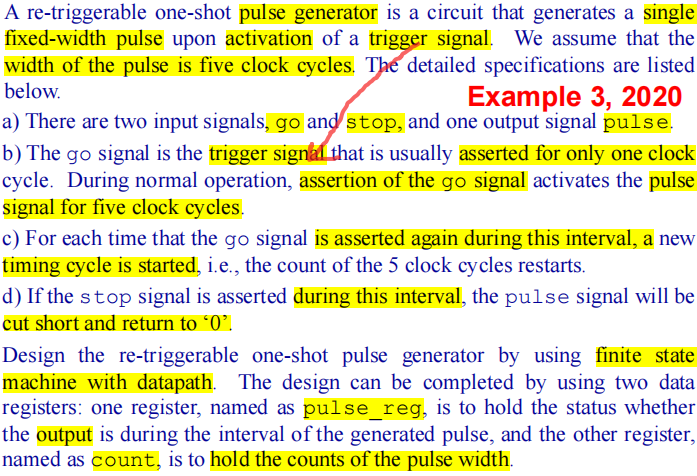 A re-triggerable one-shot pulse generator is a circuit that generates a single
fixed-width pulse upon activation of a trigger signal. We assume that the
width of the pulse is five clock cycles. The detailed specifications are listed
below.
Example 3, 2020
a) There are two input signals, go and stop, and one output signal pulse.
b) The go signal is the trigger signal that is usually asserted for only one clock
cycle. During normal operation, assertion of the go signal activates the pulse
signal for five clock cycles.
c) For each time that the go signal is asserted again during this interval, a new
timing cycle is started, i.e., the count of the 5 clock cycles restarts.
d) If the stop signal is asserted during this interval, the pulse signal will be
cut short and return to ‘0’.
Design the re-triggerable one-shot pulse generator by using finite state
machine with datapath. The design can be completed by using two data
registers: one register, named as pulse_reg, is to hold the status whether
the output is during the interval of the generated pulse, and the other register,
named as count, is to hold the counts of the pulse width.